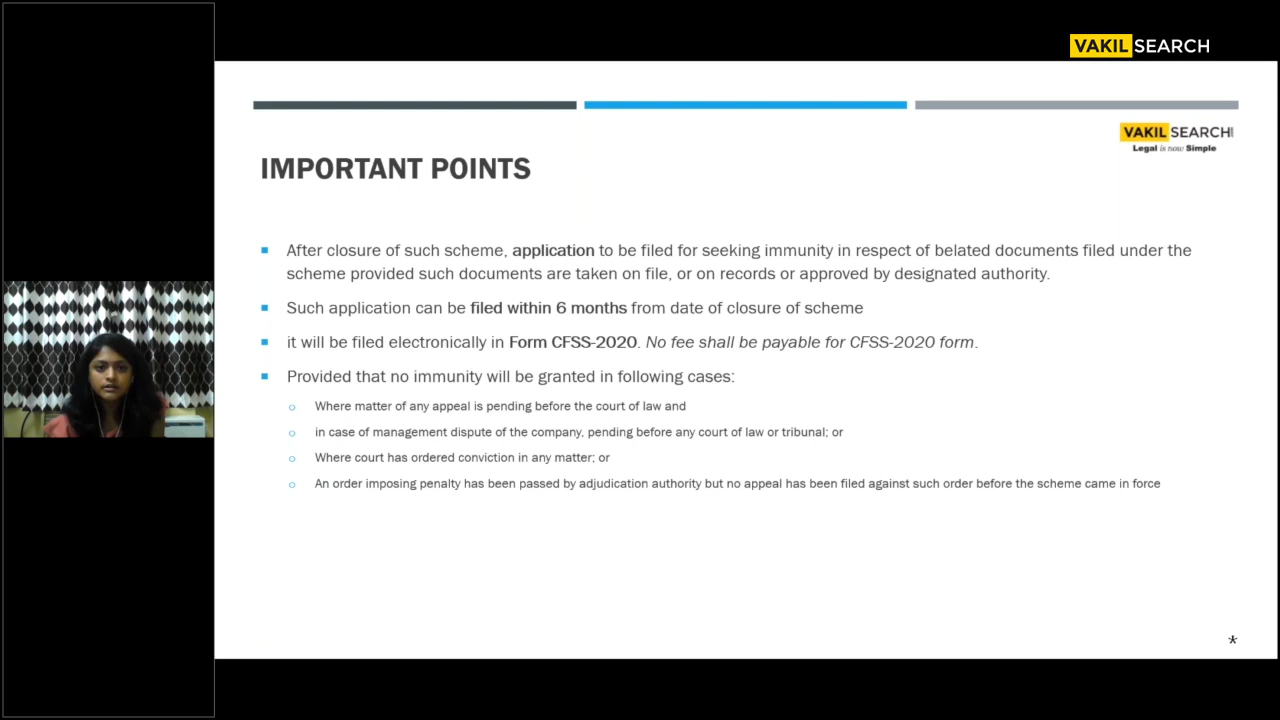 VAKILSEARCH
VAKILSEARCH
Legal is now Simple
IMPORTANT POINTS
After closure of such scheme, application to be filed for seeking immunity in respect of belated documents filed under the
scheme provided such documents are taken on file, or on records or approved by designated authority.
Such application can be filed within 6 months from date of closure of scheme
it will be filed electronically in Form CFSS-2020. No fee shall be payable for CFSS-2020 form.
Provided that no immunity will be granted in following cases:
Where matter of any appeal is pending before the court of law and
in case of management dispute of the company, pending before any court of law or tribunal; or
Where court has ordered conviction in any matter; or
An order imposing penalty has been passed by adjudication authority but no appeal has been filed against such order before the scheme came in force
*